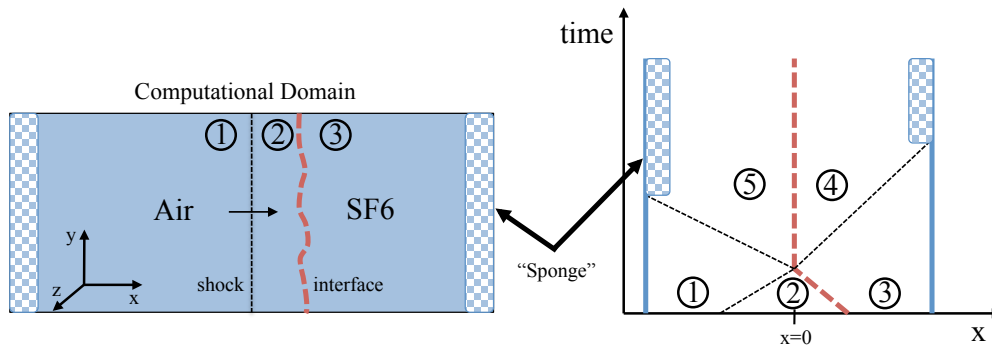 Computational Domain
① ② ③
Air SF6
y
x
z
shock interface
“Sponge”
time
⑤ ④
① ② ③
x=0
x